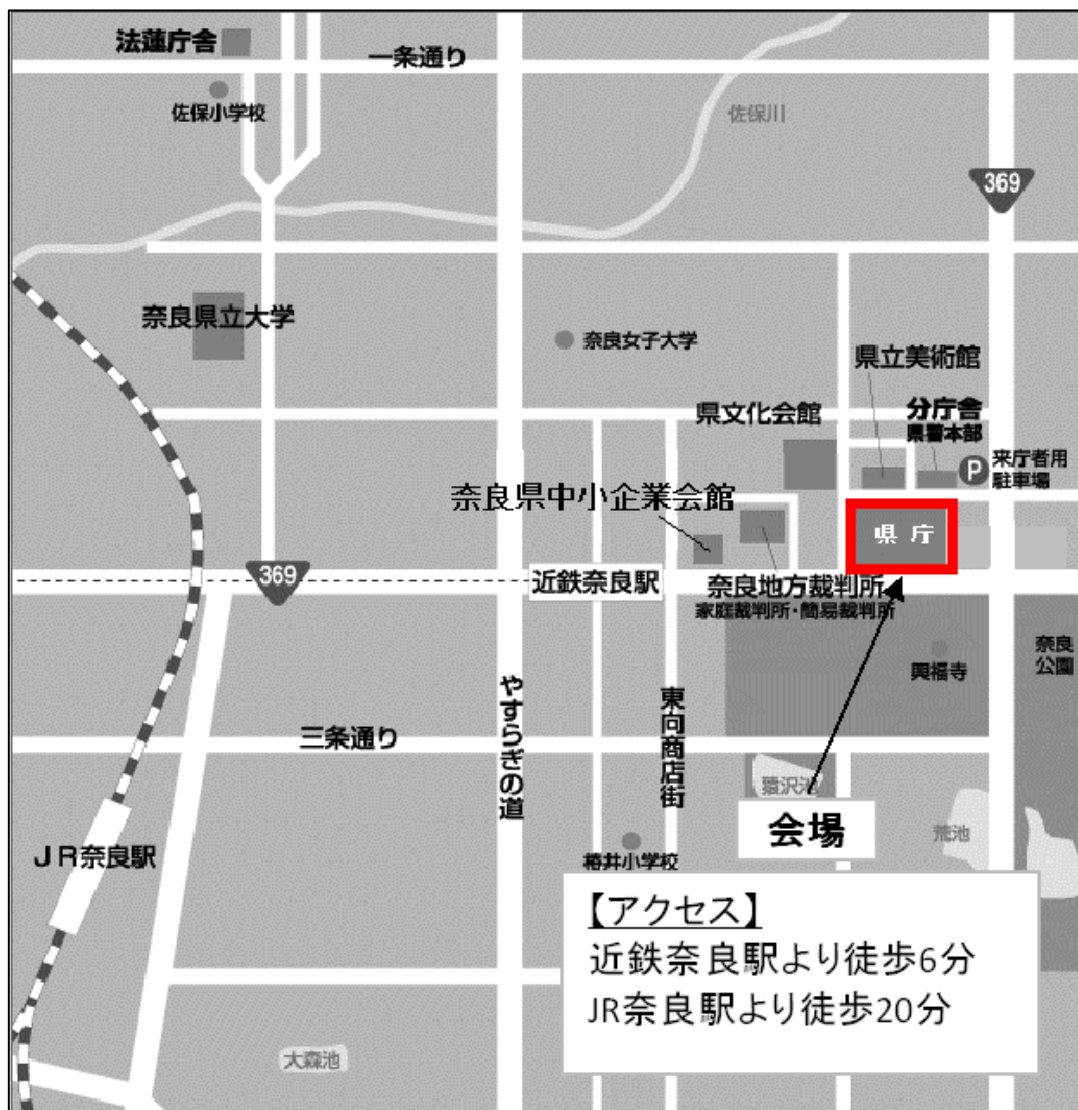 法蓮庁舎
一条通り
佐保小学校
佐保川
369
奈良県立大学
奈良女子大学
県立美術館
県文化会館
分庁舎
県警本部
P
来庁者用
駐車場
奈良県中小企業会館
県庁
369
近鉄奈良駅
奈良地方裁判所
家庭裁判所・簡易裁判所
興福寺
奈良
公園
やすらぎの道
東向商店街
三条通り
猿沢池
会場
荒池
JR奈良駅
椿井小学校
【アクセス】
近鉄奈良駅より徒歩6分
JR奈良駅より徒歩20分
大森池